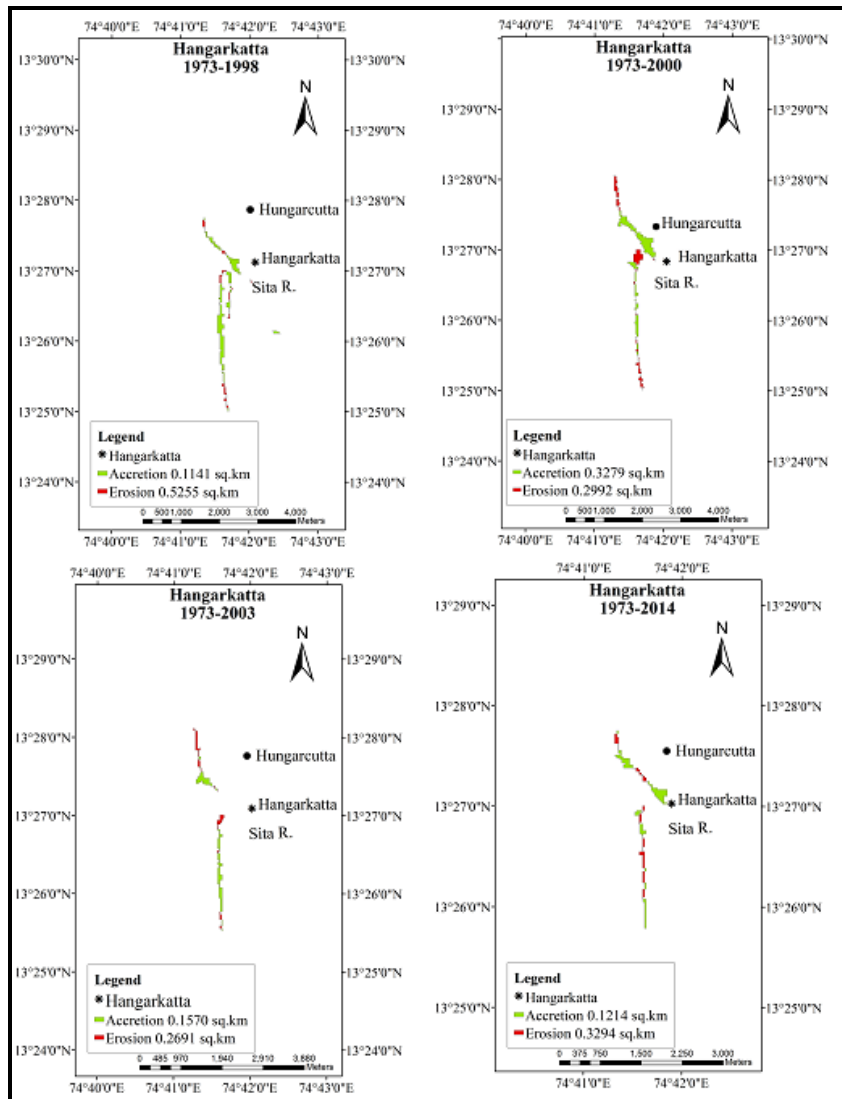 74°40'0"E 74°41'0"E 74°42'0"E 74°43'0"E
Hangarkatta
1973-1998
N
13°30'0"N 13°30'0"N
13°29'0"N 13°29'0"N
13°28'0"N 13°28'0"N
Hungarcutta
Hangarkatta
13°27'0"N 13°27'0"N
Sita R.
13°26'0"N 13°26'0"N
13°25'0"N 13°25'0"N
Legend
Hangarkatta
Accretion 0.1141 sq.km
Erosion 0.5255 sq.km
13°24'0"N 13°24'0"N
0 500 1,000 2,000 3,000 4,000
Meters
74°40'0"E 74°41'0"E 74°42'0"E 74°43'0"E
74°40'0"E 74°41'0"E 74°42'0"E 74°43'0"E
Hangarkatta
1973-2000
N
13°30'0"N 13°30'0"N
13°29'0"N 13°29'0"N
13°28'0"N 13°28'0"N
Hungarcutta
13°27'0"N 13°27'0"N
Hangarkatta
Sita R.
13°26'0"N 13°26'0"N
13°25'0"N 13°25'0"N
Legend
Hangarkatta
13°24'0"N 13°24'0"N
Accretion 0.3279 sq.km
Erosion 0.2992 sq.km
0 500 1,000 2,000 3,000 4,000
Meters
74°40'0"E 74°41'0"E 74°42'0"E 74°43'0"E
74°40'0"E 74°41'0"E 74°42'0"E 74°43'0"E
Hangarkatta
1973-2003
N
13°29'0"N 13°29'0"N
13°28'0"N 13°28'0"N
Hungarcutta
13°27'0"N 13°27'0"N
Hangarkatta
Sita R.
13°26'0"N 13°26'0"N
13°25'0"N 13°25'0"N
Legend
Hangarkatta
Accretion 0.1570 sq.km
Erosion 0.2691 sq.km
13°24'0"N 13°24'0"N
0 485 970 1,940 2,910 3,880
Meters
74°40'0"E 74°41'0"E 74°42'0"E 74°43'0"E
74°41'0"E 74°42'0"E
Hangarkatta
1973-2014
N
13°29'0"N 13°29'0"N
13°28'0"N 13°28'0"N
Hungarcutta
13°27'0"N 13°27'0"N
Hangarkatta
Sita R.
13°26'0"N 13°26'0"N
13°25'0"N 13°25'0"N
Legend
Hangarkatta
Accretion 0.1214 sq.km
Erosion 0.3294 sq.km
0 375 750 1,500 2,250 3,000
Meters
74°41'0"E 74°42'0"E